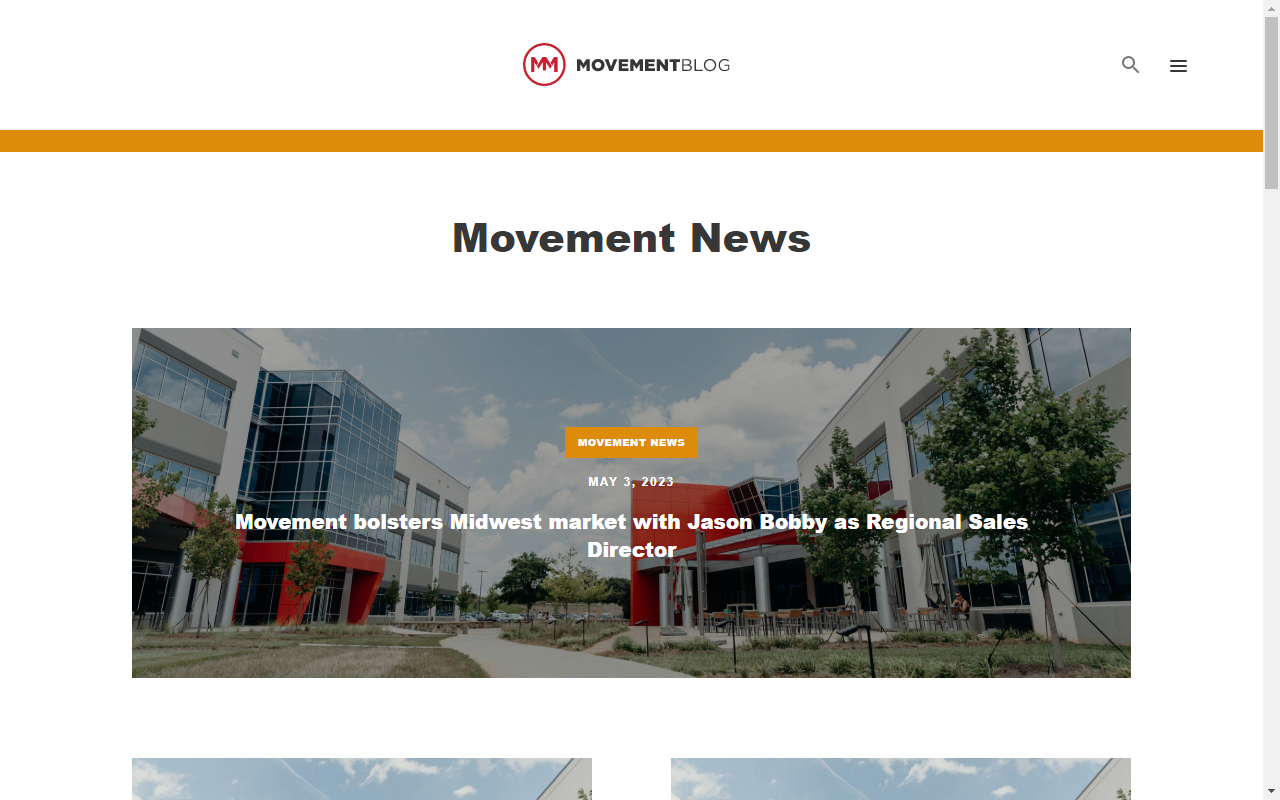 MM MOVEMENTBLOG
Movement News
MOVEMENT NEWS
MAY 3, 2023
Movement bolsters Midwest market with Jason Bobby as Regional Sales
Director